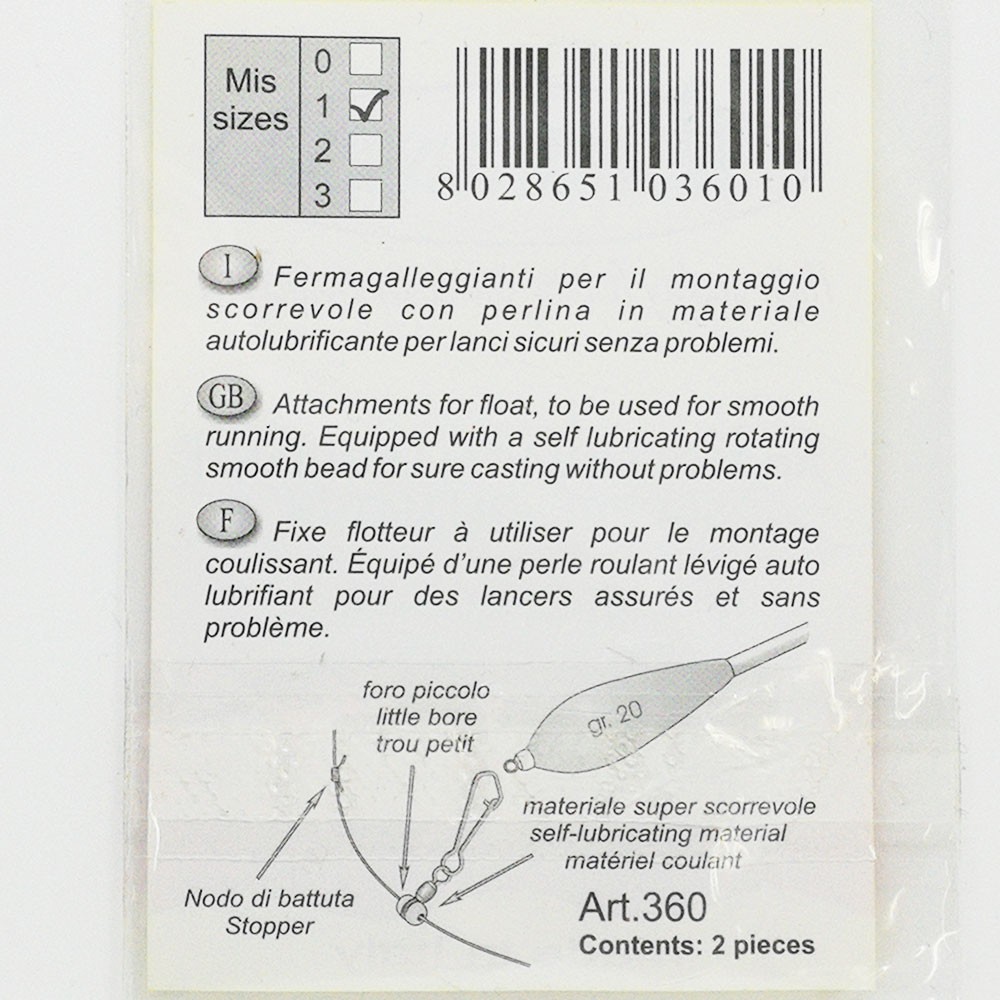 Mis
sizes
0
1
2
3
8 028651 036010
I Fermagalleggianti per il montaggio
scorrevole con perlina in materiale
autolubrificante per lanci sicuri senza problemi.
GB Attachments for float, to be used for smooth
running. Equipped with a self lubricating rotating
smooth bead for sure casting without problems.
F Fixe flotteur à utiliser pour le montage
coulissant. Équipé d'une perle roulant lévigé auto
lubrifiant pour des lancers assurés et sans
problème.
foro piccolo
little bore
trou petit
gr. 20
materiale super scorrevole
self-lubricating material
matériel coulant
Nodo di battuta
Stopper
Art.360
Contents: 2 pieces